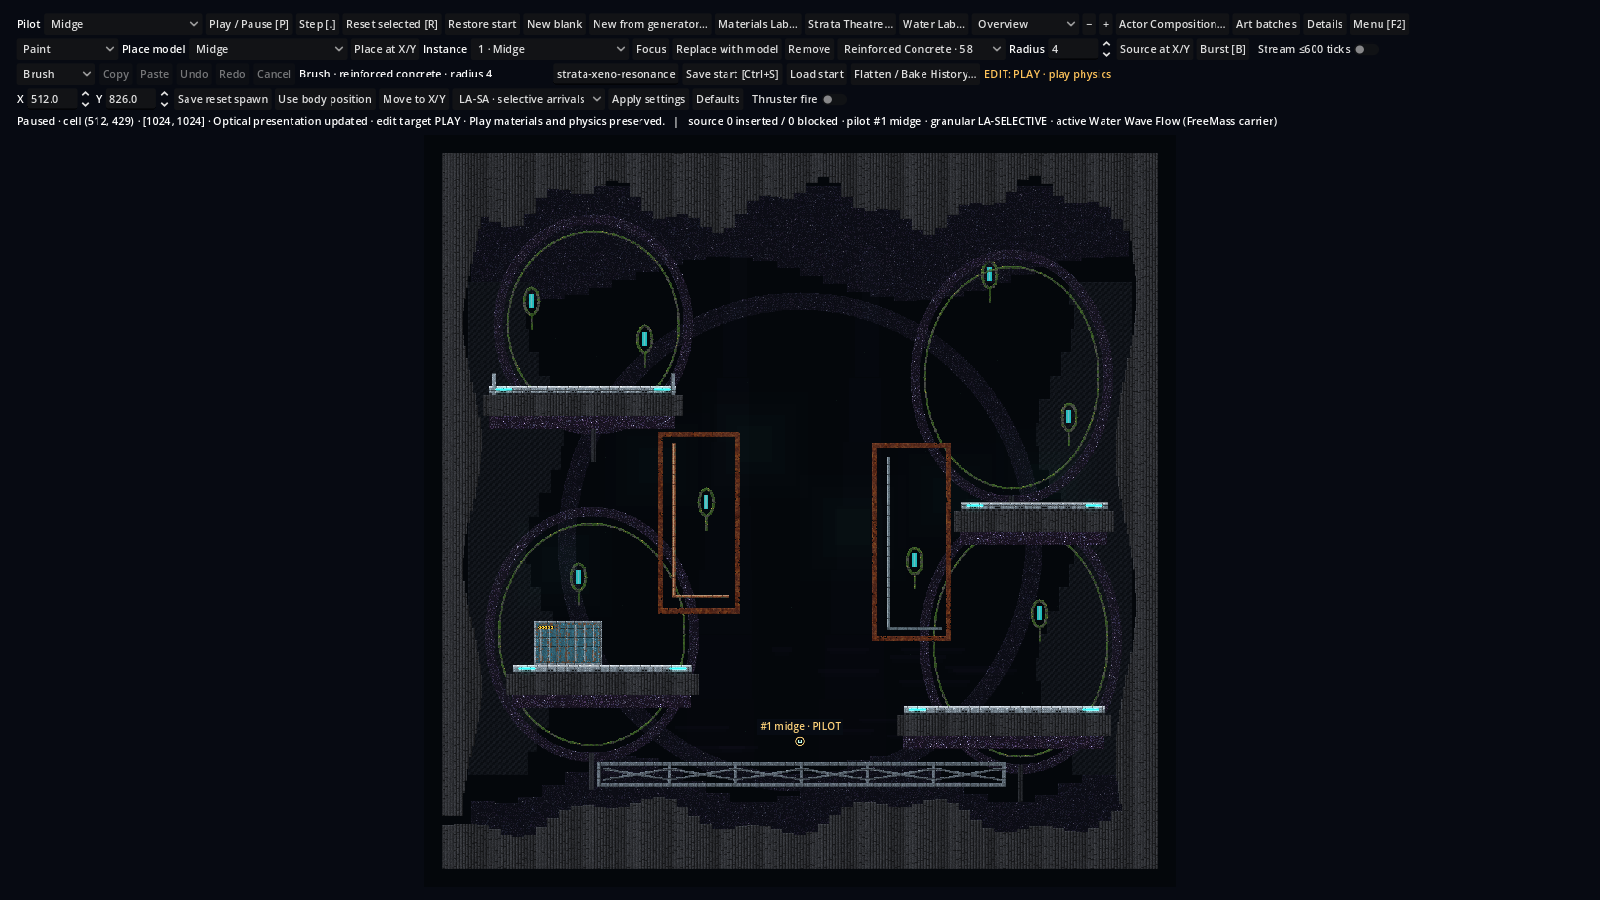 Pilot Midge Play / Pause [P] Step [.] Reset selected [R] Restore start New blank New from generator... Materials Lab... Strata Theatre... Water Lab... Overview − + Actor Composition... Art batches Details Menu [F2]
Paint Place model Midge Place at X/Y Instance 1 · Midge Focus Replace with model Remove Reinforced Concrete · 58 Radius 4 Source at X/Y Burst [B] Stream ≤600 ticks
Brush Copy Paste Undo Redo Cancel Brush · reinforced concrete · radius 4 strata-xeno-resonance Save start [Ctrl+S] Load start Flatten / Bake History... EDIT: PLAY · play physics
X 512.0 Y 826.0 Save reset spawn Use body position Move to X/Y LA-SA · selective arrivals Apply settings Defaults Thruster fire
Paused · cell (512, 429) · [1024, 1024] · Optical presentation updated · edit target PLAY · Play materials and physics preserved. | source 0 inserted / 0 blocked · pilot #1 midge · granular LA-SELECTIVE · active Water Wave Flow (FreeMass carrier)
#1 midge · PILOT